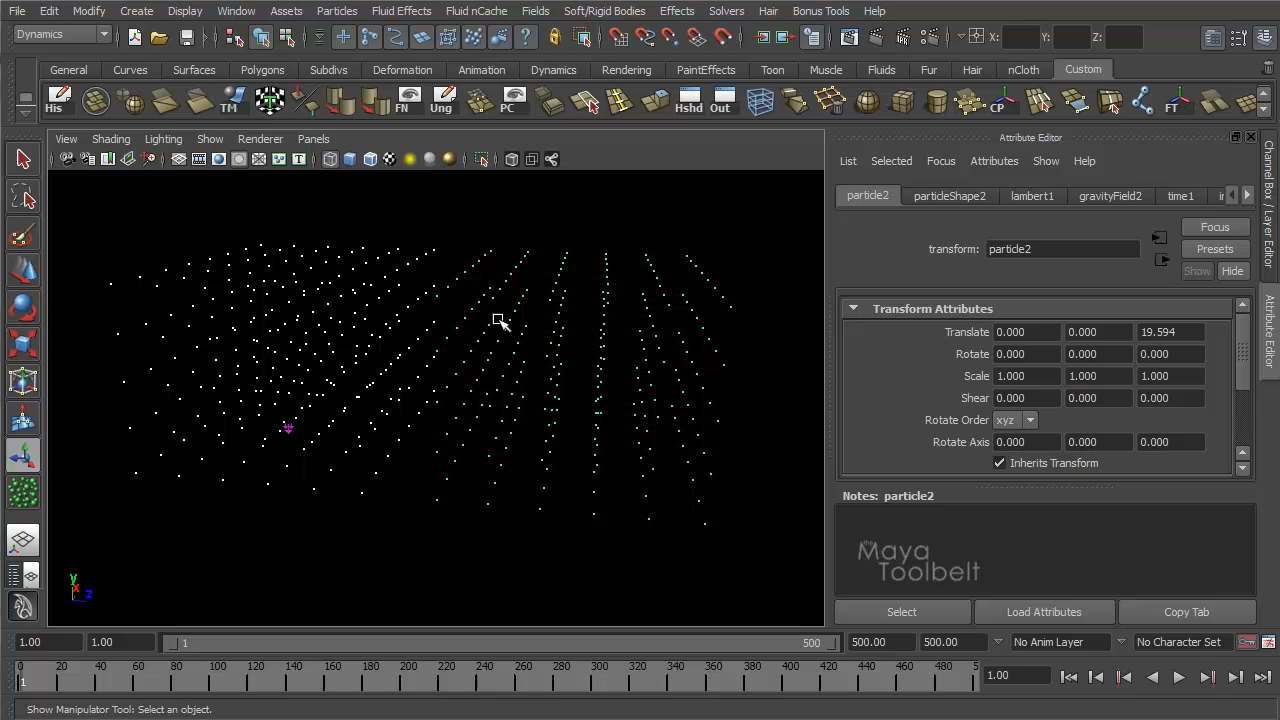 File Edit Modify Create Display Window Assets Particles Fluid Effects Fluid nCache Fields Soft/Rigid Bodies Effects Solvers Hair Bonus Tools Help
Dynamics X: Y: Z:
General Curves Surfaces Polygons Subdivs Deformation Animation Dynamics Rendering PaintEffects Toon Muscle Fluids Fur Hair nCloth Custom
His TM FN Ung PC Hshd Out CP FT
View Shading Lighting Show Renderer Panels
Attribute Editor
List Selected Focus Attributes Show Help
particle2 particleShape2 lambert1 gravityField2 time1
Focus
transform: particle2 Presets
Show Hide
Transform Attributes
Translate 0.000 0.000 19.594
Rotate 0.000 0.000 0.000
Scale 1.000 1.000 1.000
Shear 0.000 0.000 0.000
Rotate Order xyz
Rotate Axis 0.000 0.000 0.000
Inherits Transform
Notes: particle2
the
Maya
Toolbelt
Select Load Attributes Copy Tab
Channel Box / Layer Editor
Attribute Editor
y
x
z
1.00 1.00 1 500 500.00 500.00 No Anim Layer No Character Set
0 20 40 60 80 100 120 140 160 180 200 220 240 260 280 300 320 340 360 380 400 420 440 460 480 5
1 1.00
Show Manipulator Tool: Select an object.